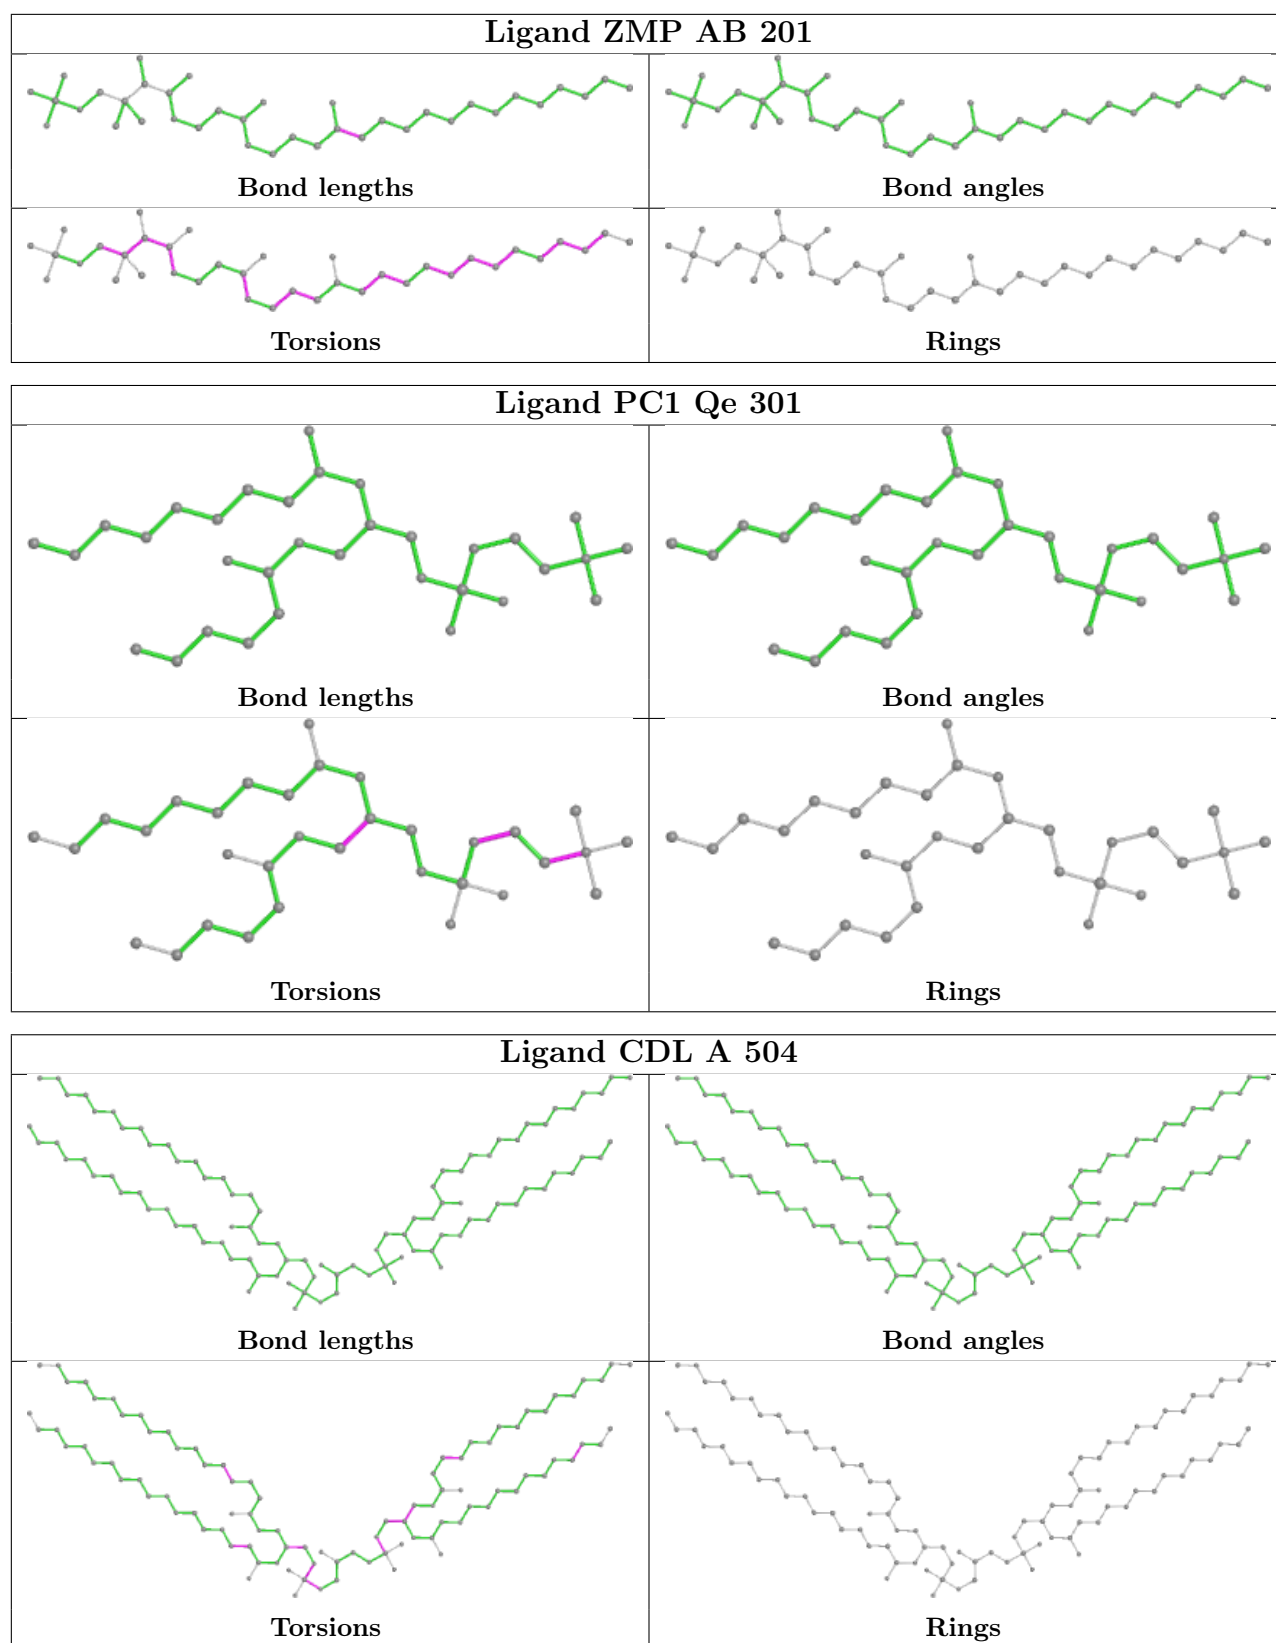 Ligand ZMP AB 201
Bond lengths
Bond angles
Torsions
Rings
Ligand PC1 Qe 301
Bond lengths
Bond angles
Torsions
Rings
Ligand CDL A 504
Bond lengths
Bond angles
Torsions
Rings